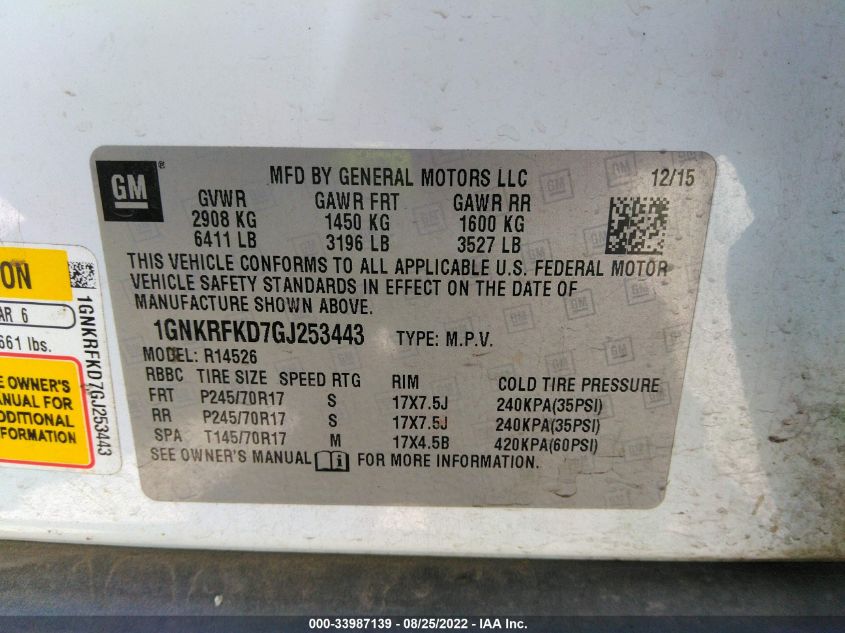 GM
®
MFD BY GENERAL MOTORS LLC 12/15
GVWR GAWR FRT GAWR RR
2908 KG 1450 KG 1600 KG
6411 LB 3196 LB 3527 LB
THIS VEHICLE CONFORMS TO ALL APPLICABLE U.S. FEDERAL MOTOR
VEHICLE SAFETY STANDARDS IN EFFECT ON THE DATE OF
MANUFACTURE SHOWN ABOVE.
1GNKRFKD7GJ253443 TYPE: M.P.V.
MODEL: R14526
RBBC TIRE SIZE SPEED RTG RIM COLD TIRE PRESSURE
FRT P245/70R17 S 17X7.5J 240KPA(35PSI)
RR P245/70R17 S 17X7.5J 240KPA(35PSI)
SPA T145/70R17 M 17X4.5B 420KPA(60PSI)
SEE OWNER'S MANUAL i FOR MORE INFORMATION.
ON
AR 6
661 lbs.
E OWNER'S
MANUAL FOR
DDITIONAL
FORMATION
1GNKRFKD7GJ253443
000-33987139 - 08/25/2022 - IAA Inc.